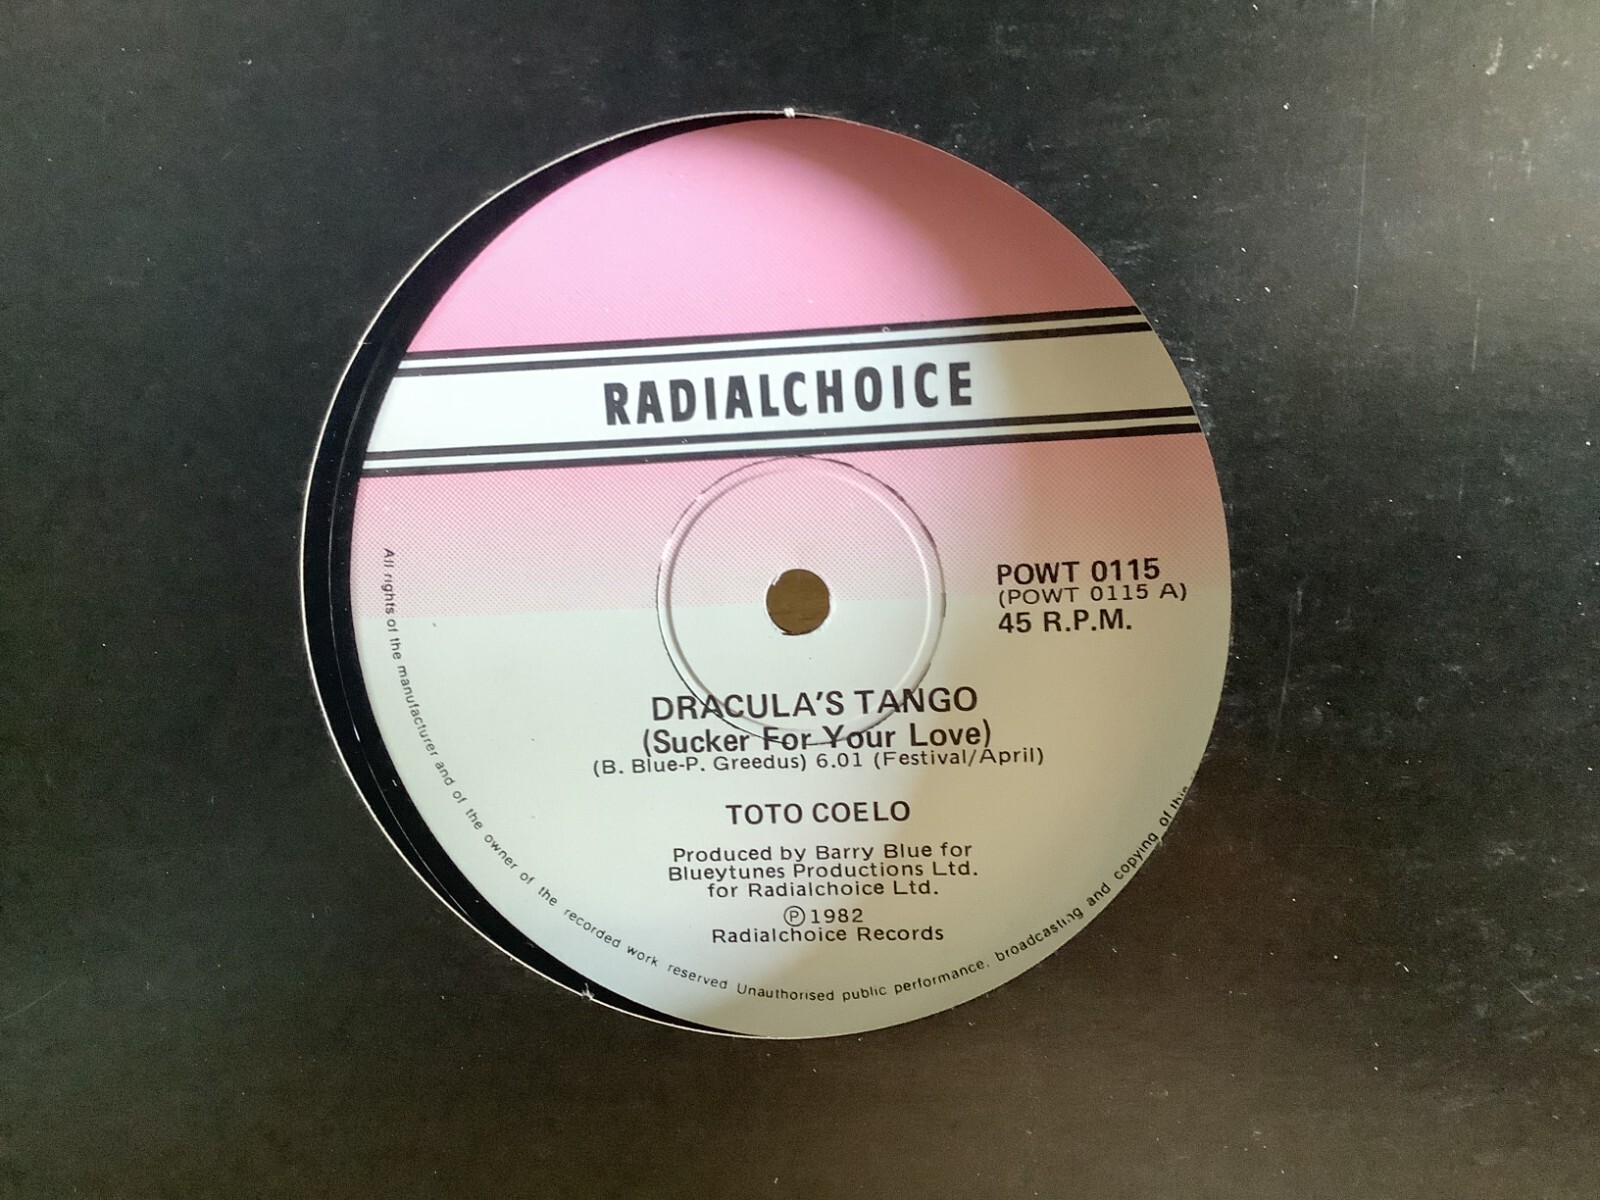 RADIALCHOICE
POWT 0115
(POWT 0115 A)
45 R.P.M.
DRACULA'S TANGO
(Sucker For Your Love)
(B. Blue-P. Greedus) 6.01 (Festival/April)
TOTO COELO
Produced by Barry Blue for
Blueytunes Productions Ltd.
for Radialchoice Ltd.
Ⓟ 1982
Radialchoice Records
All rights of the manufacturer and of the owner of the recorded work reserved Unauthorised public performance, broadcasting and copying of this